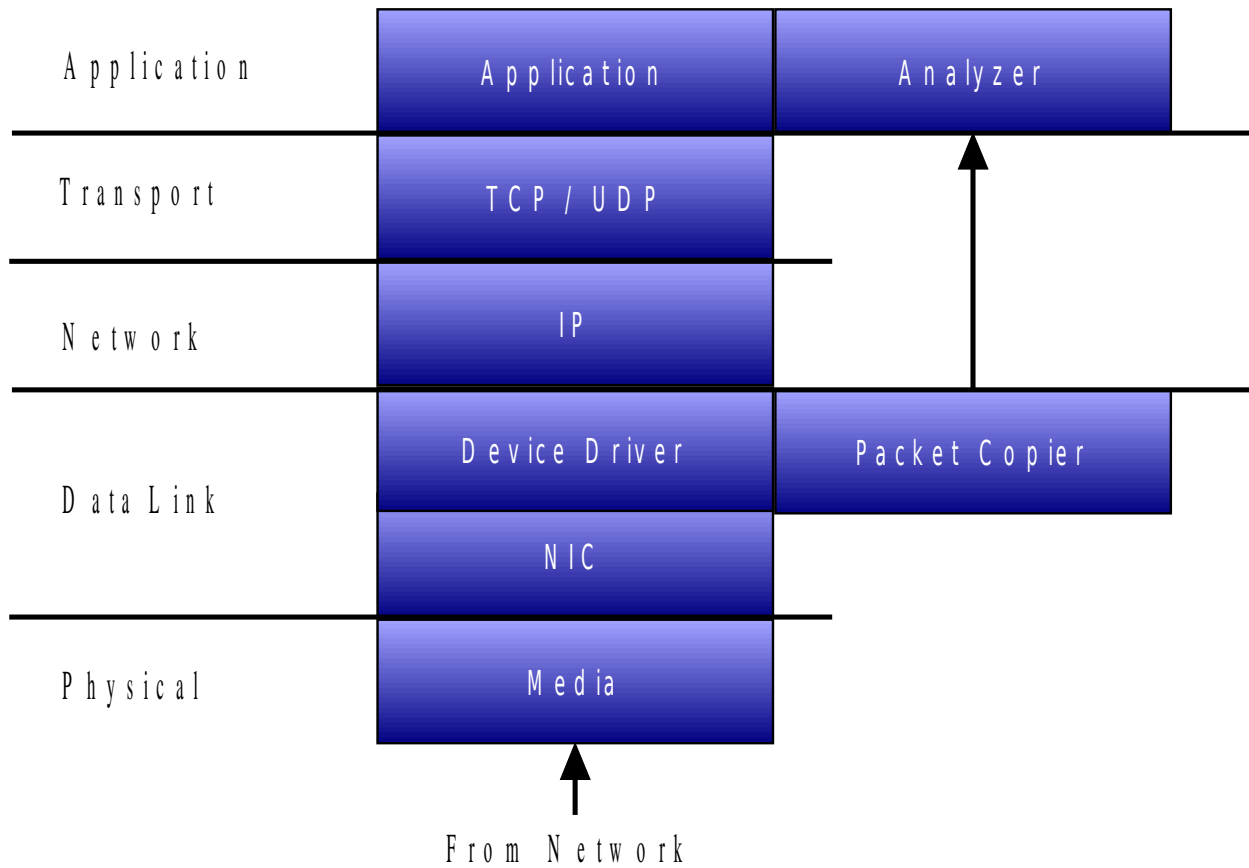 Application
Application
Analyzer
Transport
TCP / UDP
Network
IP
Device Driver
Packet Copier
Data Link
NIC
Physical
Media
From Network